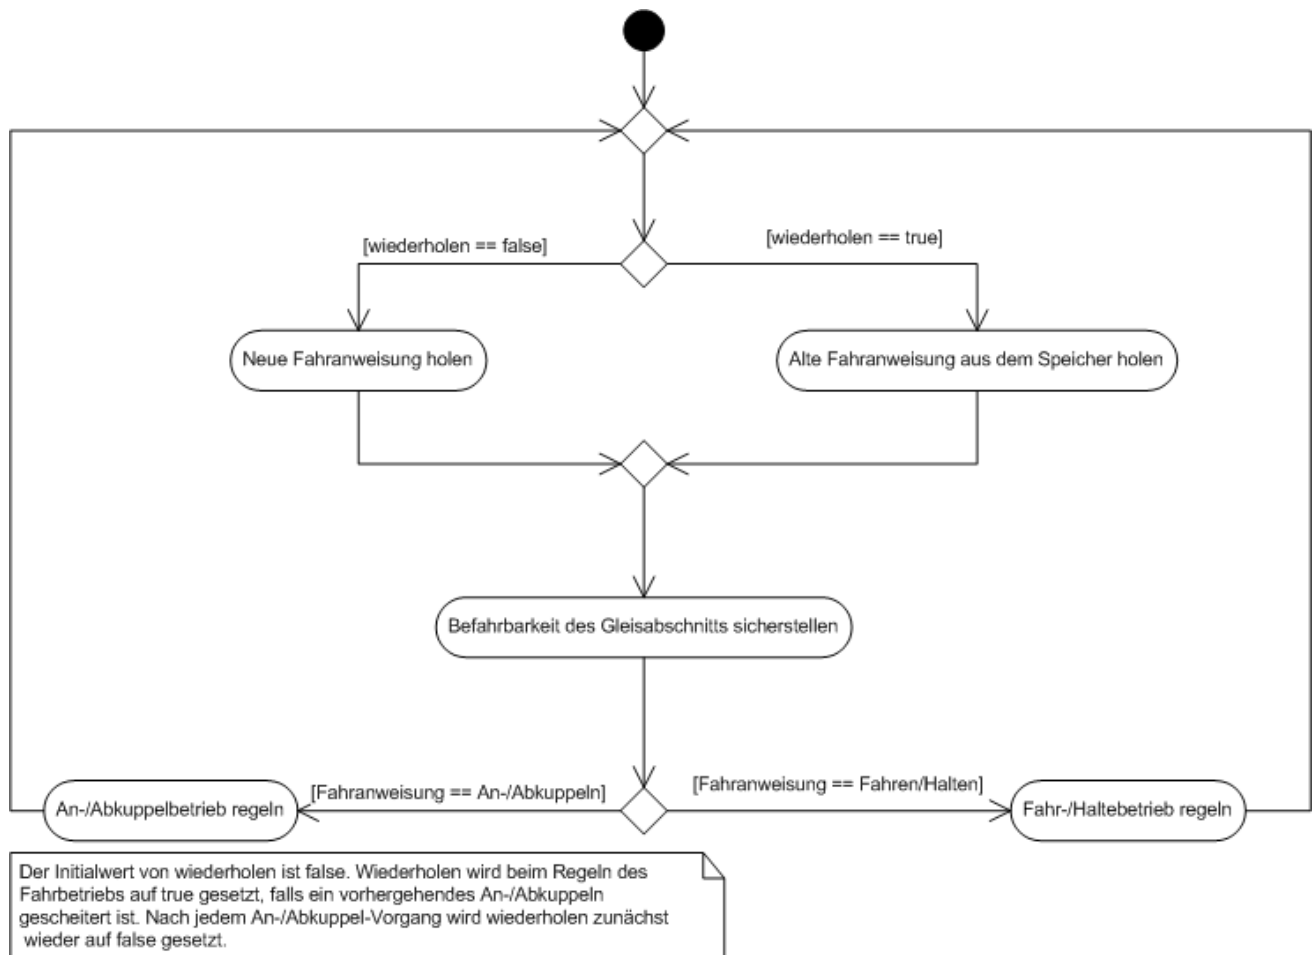 [wiederholen == false]
[wiederholen == true]
Neue Fahranweisung holen
Alte Fahranweisung aus dem Speicher holen
Befahrbarkeit des Gleisabschnitts sicherstellen
[Fahranweisung == An-/Abkuppeln]
[Fahranweisung == Fahren/Halten]
An-/Abkuppelbetrieb regeln
Fahr-/Haltebetrieb regeln
Der Initialwert von wiederholen ist false. Wiederholen wird beim Regeln des
Fahrbetriebs auf true gesetzt, falls ein vorhergehendes An-/Abkuppeln
gescheitert ist. Nach jedem An-/Abkuppel-Vorgang wird wiederholen zunächst
wieder auf false gesetzt.